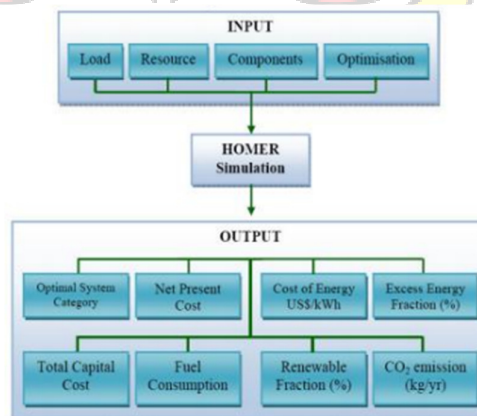 INPUT
Load
Resource
Components
Optimisation
HOMER
Simulation
OUTPUT
Optimal System
Category
Net Present
Cost
Cost of Energy
US$/kWh
Excess Energy
Fraction (%)
Total Capital
Cost
Fuel
Consumption
Renewable
Fraction (%)
CO₂ emission
(kg/yr)